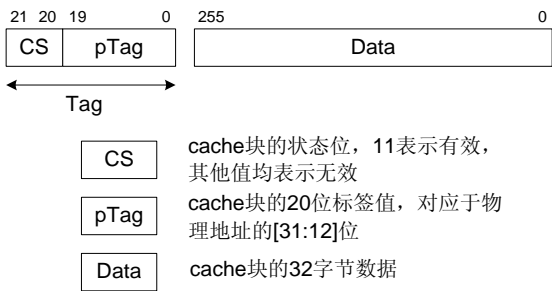 21 20 19 0 255 0
CS pTag Data
Tag
CS cache块的状态位，11表示有效，
其他值均表示无效
pTag cache块的20位标签值，对应于物
理地址的[31:12]位
Data cache块的32字节数据